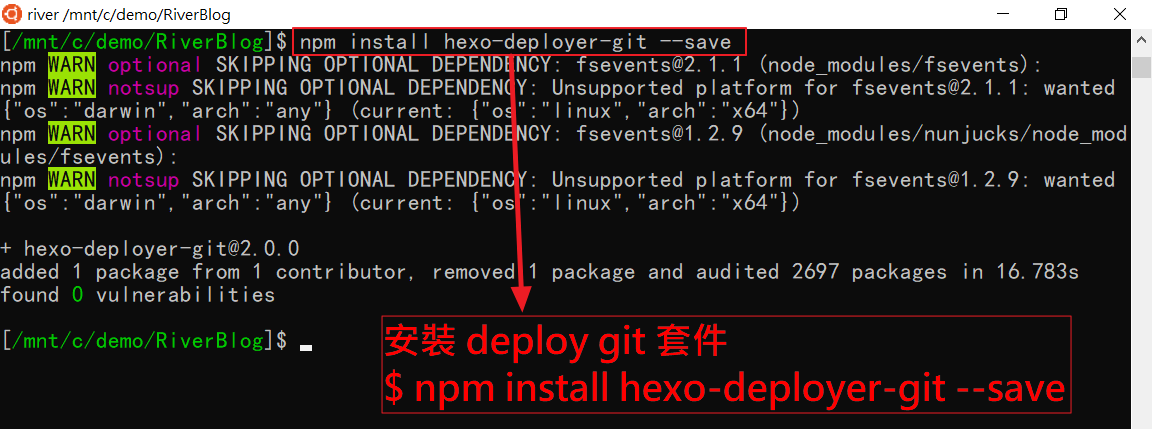 river /mnt/c/demo/RiverBlog
[/mnt/c/demo/RiverBlog]$ npm install hexo-deployer-git --save
npm WARN optional SKIPPING OPTIONAL DEPENDENCY: fsevents@2.1.1 (node_modules/fsevents):
npm WARN notsup SKIPPING OPTIONAL DEPENDENCY: Unsupported platform for fsevents@2.1.1: wanted
{"os":"darwin","arch":"any"} (current: {"os":"linux","arch":"x64"})
npm WARN optional SKIPPING OPTIONAL DEPENDENCY: fsevents@1.2.9 (node_modules/nunjucks/node_mod
ules/fsevents):
npm WARN notsup SKIPPING OPTIONAL DEPENDENCY: Unsupported platform for fsevents@1.2.9: wanted
{"os":"darwin","arch":"any"} (current: {"os":"linux","arch":"x64"})
+ hexo-deployer-git@2.0.0
added 1 package from 1 contributor, removed 1 package and audited 2697 packages in 16.783s
found 0 vulnerabilities
[/mnt/c/demo/RiverBlog]$
安裝 deploy git 套件
$ npm install hexo-deployer-git --save